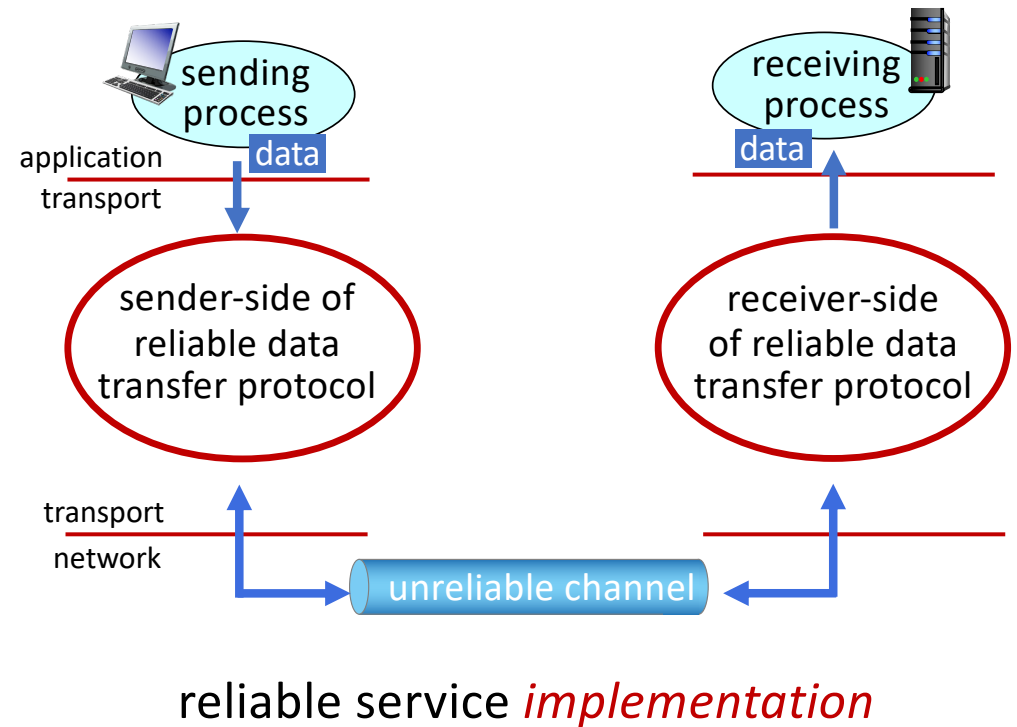 sending
process
data
application
transport
receiving
process
data
sender-side of
reliable data
transfer protocol
receiver-side
of reliable data
transfer protocol
transport
network
unreliable channel
reliable service implementation